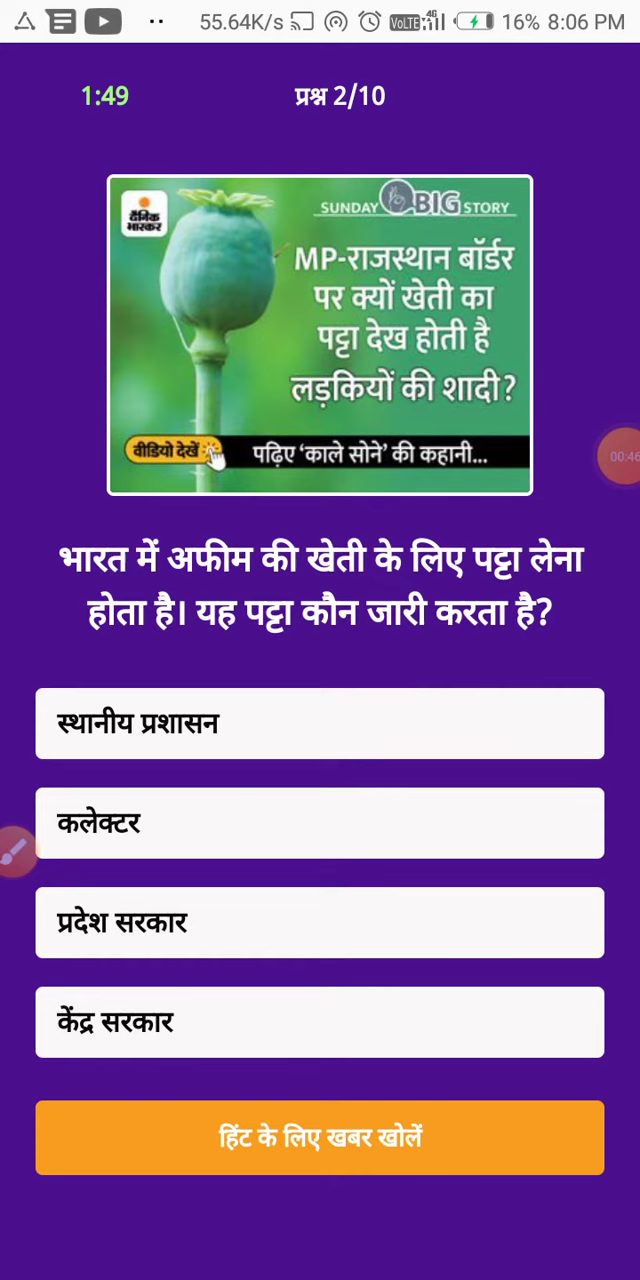 55.64K/s VoLTE 4G 16% 8:06 PM
1:49 प्रश्न 2/10
दैनिक
भास्कर
SUNDAY BIG STORY
MP-राजस्थान बॉर्डर
पर क्यों खेती का
पट्टा देख होती है
लड़कियों की शादी?
वीडियो देखें
पढ़िए ‘काले सोने’ की कहानी...
00:46
भारत में अफीम की खेती के लिए पट्टा लेना
होता है। यह पट्टा कौन जारी करता है?
स्थानीय प्रशासन
कलेक्टर
प्रदेश सरकार
केंद्र सरकार
हिंट के लिए खबर खोलें